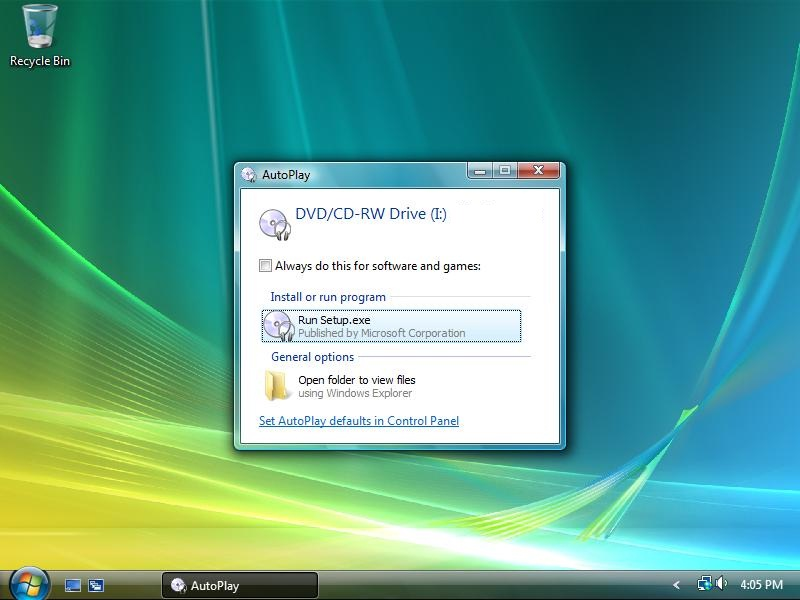 Recycle Bin
AutoPlay
DVD/CD-RW Drive (I:)
Always do this for software and games:
Install or run program
Run Setup.exe
Published by Microsoft Corporation
General options
Open folder to view files
using Windows Explorer
Set AutoPlay defaults in Control Panel
AutoPlay
4:05 PM